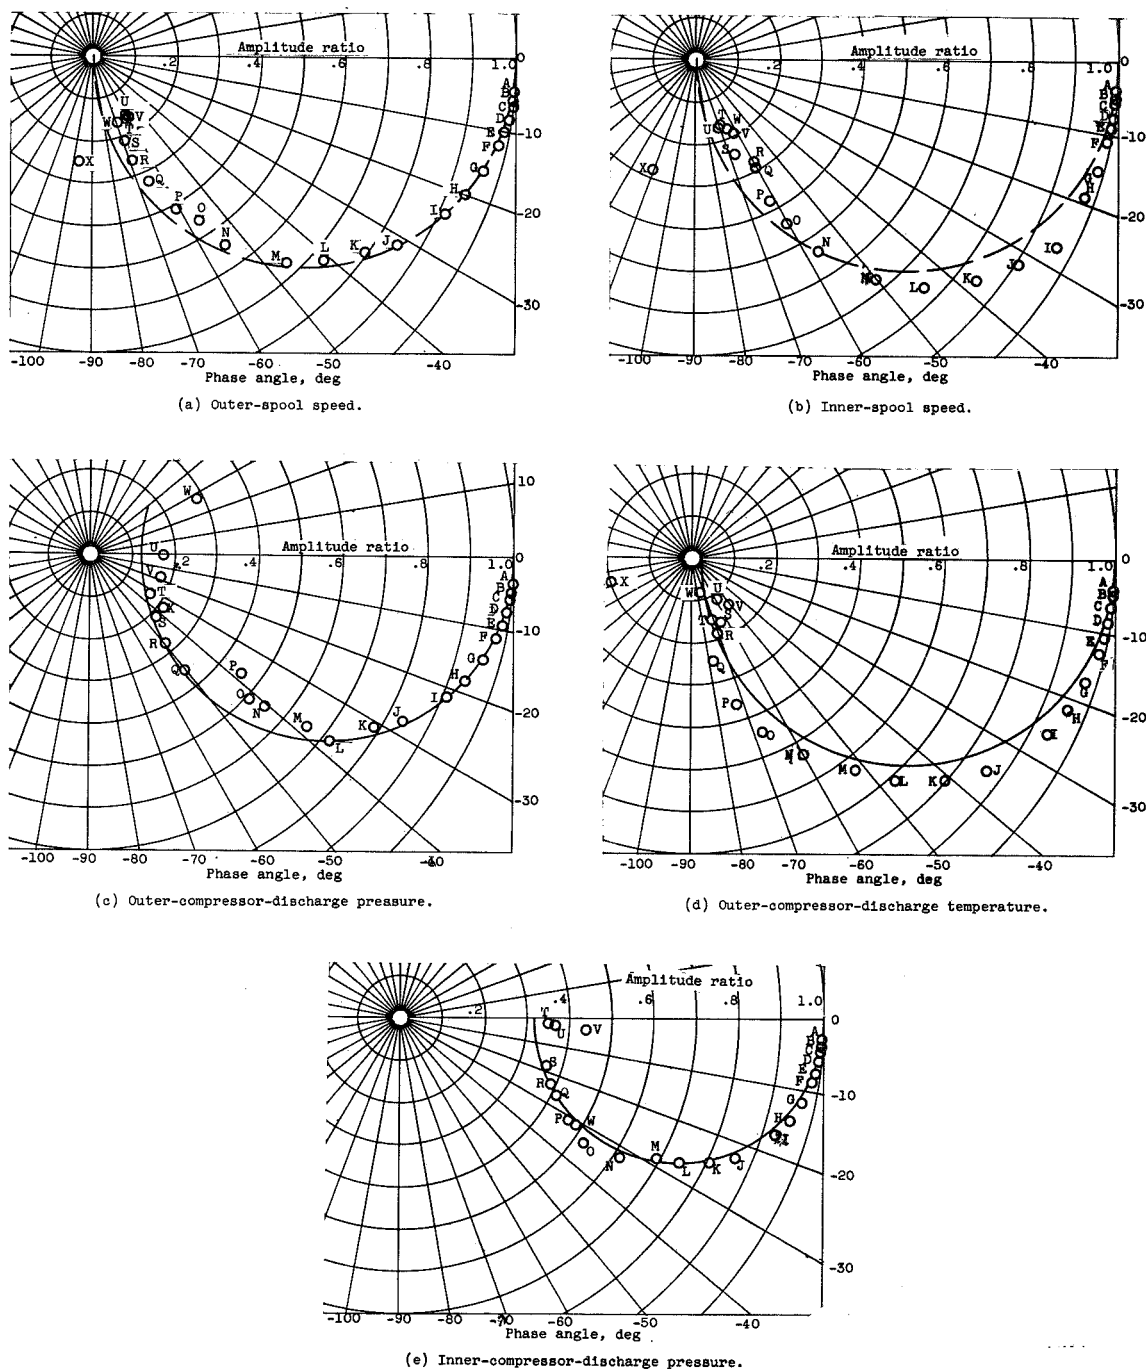 Amplitude ratio
.2 .4 .6 .8 1.0 0
A
B
C
D
E
F
G
H
I
J
K
L
M
N
O
P
Q
R
S
T
U
V
W
X
-10
-20
-30
-100 -90 -80 -70 -60 -50 -40
Phase angle, deg
(a) Outer-spool speed.
Amplitude ratio
.2 .4 .6 .8 1.0 0
A
B
C
D
E
F
G
H
I
J
K
L
N
O
P
Q
R
S
T
U
V
W
X
-10
-20
-30
-100 -90 -80 -70 -60 -50 -40
Phase angle, deg
(b) Inner-spool speed.
10
Amplitude ratio
.2 .4 .6 .8 1.0 0
A
B
C
D
E
F
G
H
I
J
K
L
M
N
O
P
Q
R
S
T
U
V
W
X
-10
-20
-30
-100 -90 -80 -70 -60 -50
Phase angle, deg
(c) Outer-compressor-discharge pressure.
Amplitude ratio
.2 .4 .6 .8 1.0 0
A
B
C
D
E
F
G
H
I
J
K
L
M
N
O
P
Q
R
S
T
U
V
W
X
-10
-20
-30
-100 -90 -80 -70 -60 -50 -40
Phase angle, deg
(d) Outer-compressor-discharge temperature.
Amplitude ratio
.2 .4 .6 .8 1.0 0
A
B
C
D
E
F
G
H
I
J
K
L
M
N
O
P
Q
R
S
T
U
V
W
-10
-20
-30
-100 -90 -80 -70 -60 -50 -40
Phase angle, deg
(e) Inner-compressor-discharge pressure.